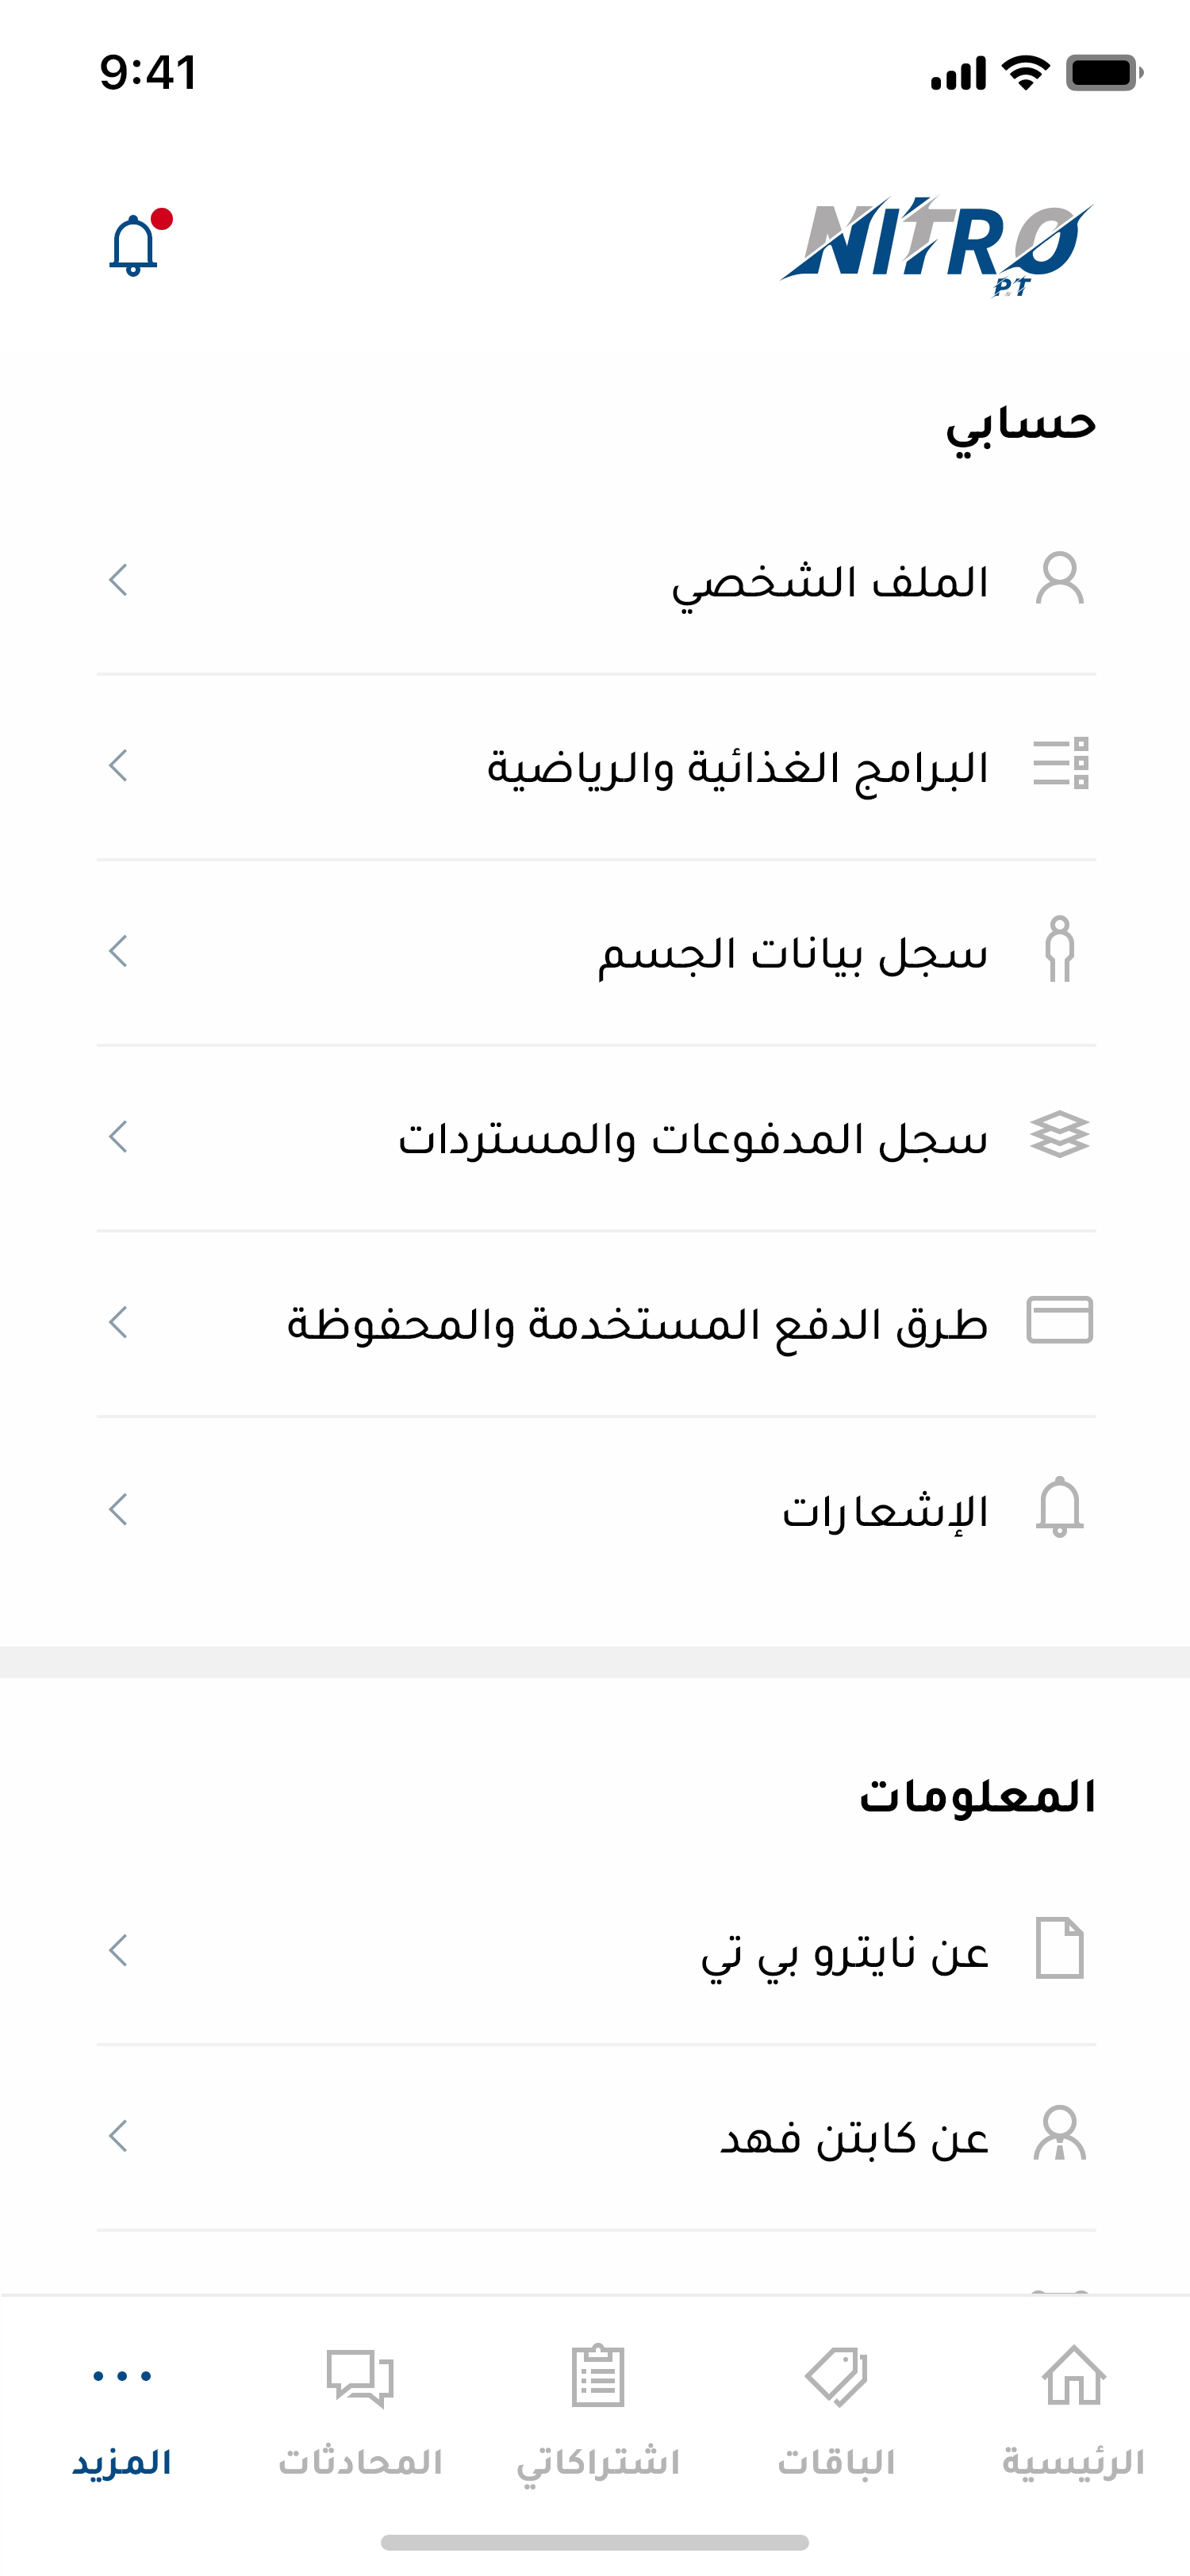 9:41
NITRO
P.T
حسابي
الملف الشخصي
البرامج الغذائية والرياضية
سجل بيانات الجسم
سجل المدفوعات والمستردات
طرق الدفع المستخدمة والمحفوظة
الإشعارات
المعلومات
عن نايترو بي تي
عن كابتن فهد
الرئيسية
الباقات
اشتراكاتي
المحادثات
المزيد